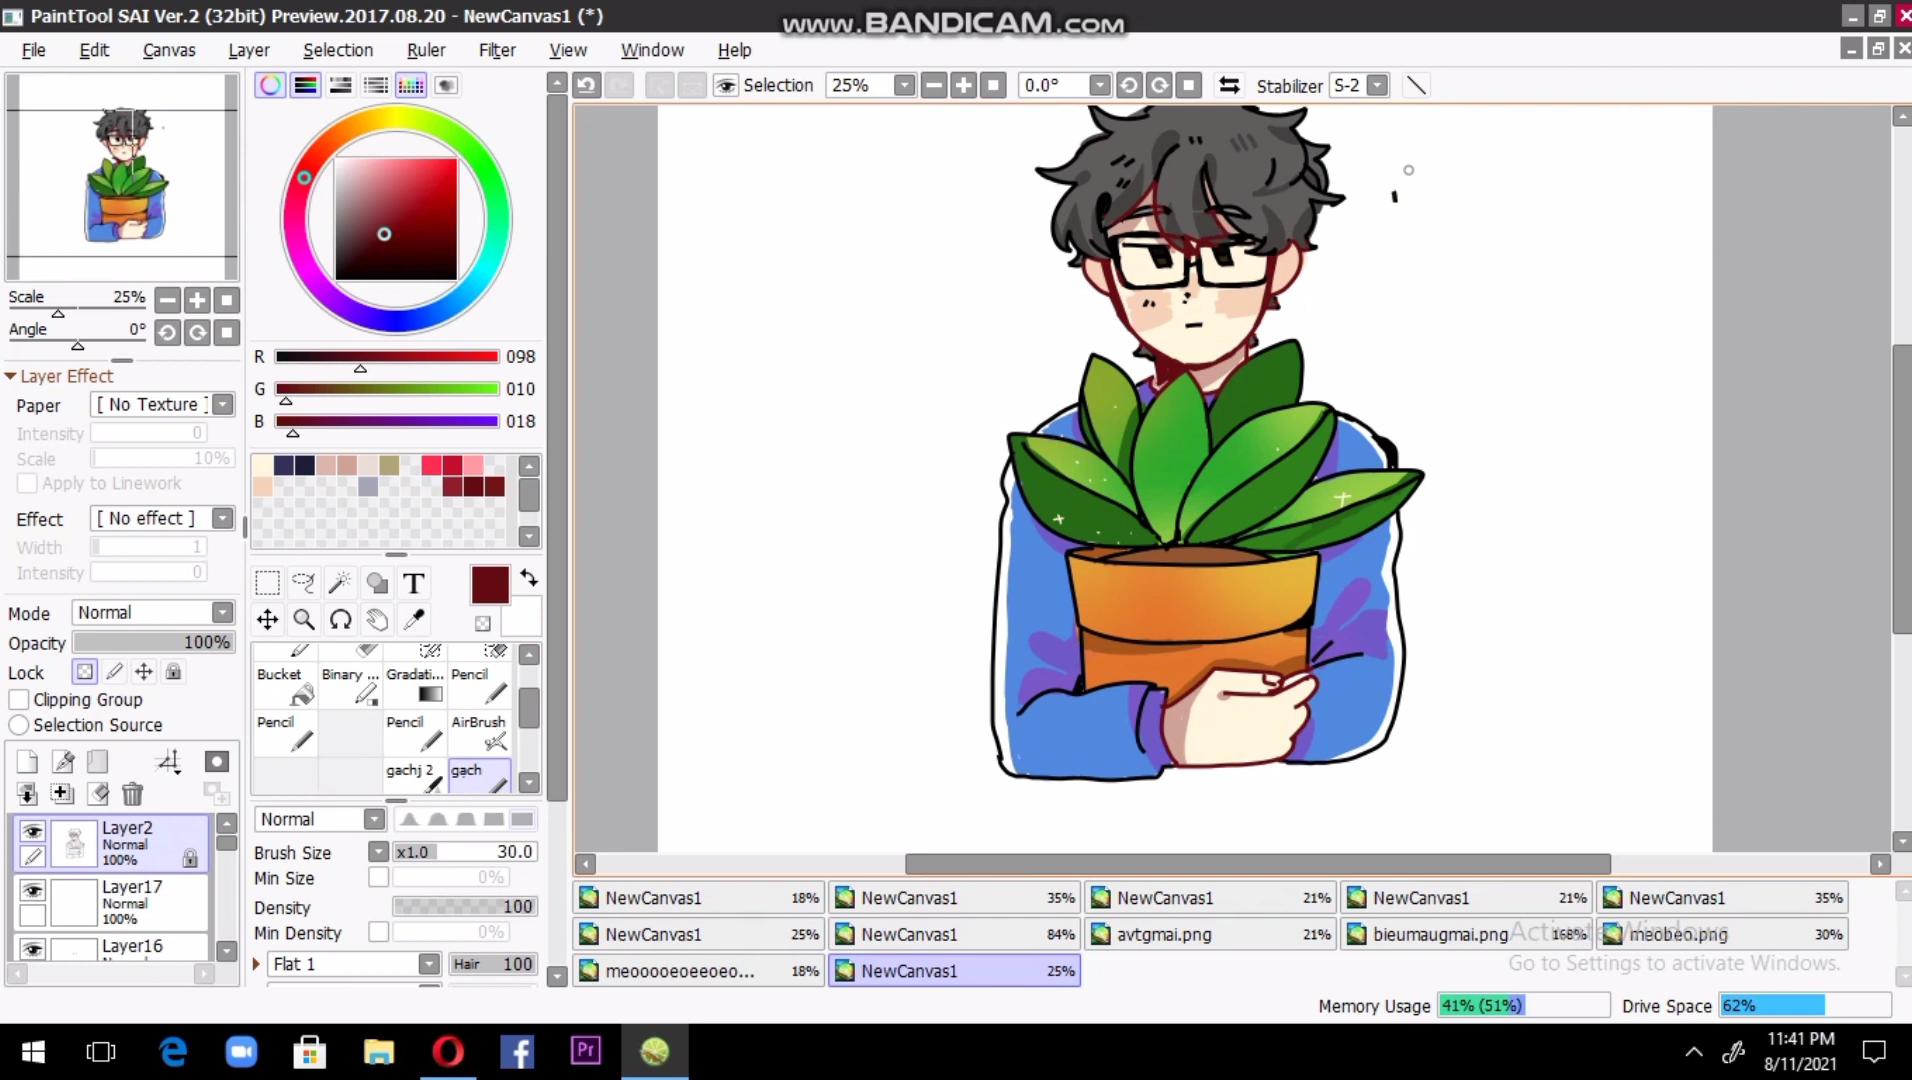 PaintTool SAI Ver.2 (32bit) Preview.2017.08.20 - NewCanvas1 (*)
www.BANDICAM.com
File Edit Canvas Layer Selection Ruler Filter View Window Help
Selection 25% 0.0° Stabilizer S-2
Scale 25%
Angle 0°
Layer Effect
Paper [ No Texture ]
Intensity 0
Scale 10%
Apply to Linework
Effect [ No effect ]
Width 1
Intensity 0
Mode Normal
Opacity 100%
Lock
Clipping Group
Selection Source
Layer2
Normal
100%
Layer17
Normal
100%
Layer16
R 098
G 010
B 018
T
Bucket Binary ... Gradati... Pencil
Pencil Pencil AirBrush
gachj 2 gach
Normal
Brush Size x1.0 30.0
Min Size 0%
Density 100
Min Density 0%
Flat 1 Hair 100
NewCanvas1 18% NewCanvas1 35% NewCanvas1 21% NewCanvas1 21% NewCanvas1 35%
NewCanvas1 25% NewCanvas1 84% avtgmai.png 21% bieumaugmai.png 168% meobeo.png 30%
meooooeoeeoeo... 18% NewCanvas1 25%
Activate Windows
Go to Settings to activate Windows.
Memory Usage 41% (51%) Drive Space 62%
Pr
11:41 PM
8/11/2021